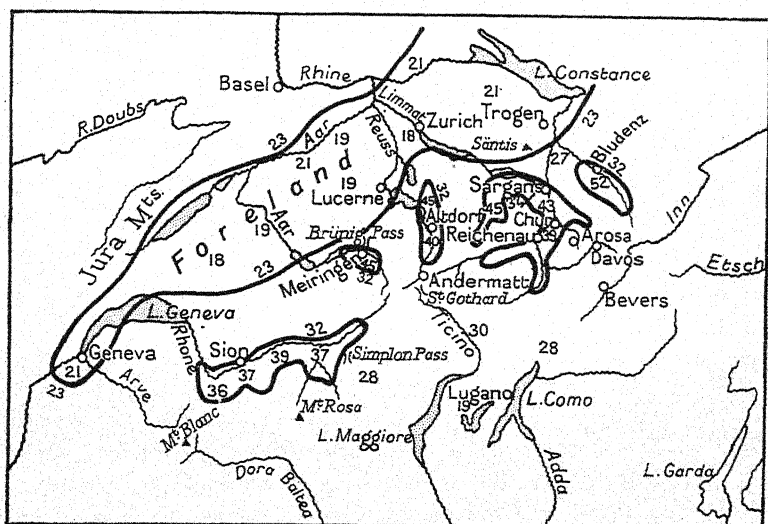 21
Basel
Rhine
L. Constance
21
R. Doubs
Limmat
Zurich
Trogen
23
23
Aar
19
Reuss
18
Säntis
27
Bludenz
32
52
21
Jura Mts.
Foreland
19
Lucerne
32
45
Altdorf
40
Sargans
45
34
43
Chur
Reichenau
Arosa
Davos
Inn
Etsch
Bevers
Aar
19
18
Brünig Pass
Meiringen
45
32
23
Andermatt
St Gothard
L. Geneva
Rhone
Geneva
21
23
Arve
Sion
32
36
37
39
37
Simplon Pass
28
Ticino
30
28
Mt Blanc
Mt Rosa
L. Maggiore
Lugano
19
L. Como
Adda
L. Garda
Dora Baltea